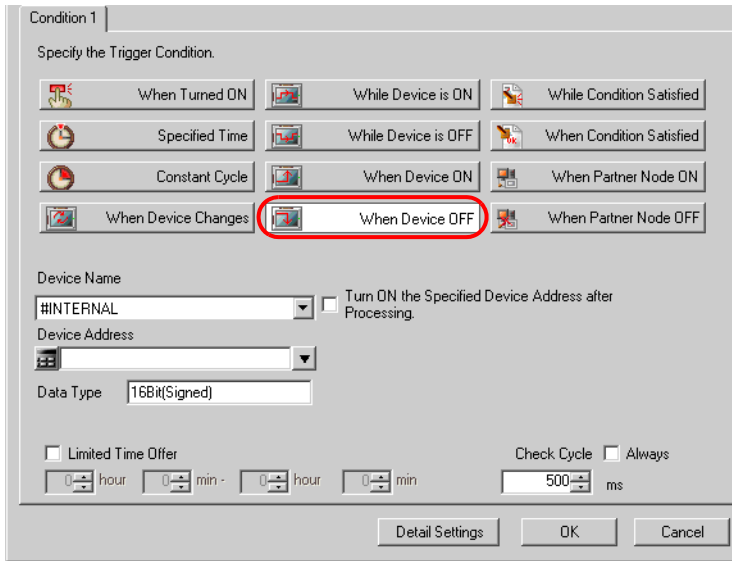 Condition 1
Specify the Trigger Condition.
When Turned ON While Device is ON While Condition Satisfied
Specified Time While Device is OFF When Condition Satisfied
Constant Cycle When Device ON When Partner Node ON
When Device Changes When Device OFF When Partner Node OFF
Device Name
#INTERNAL
Turn ON the Specified Device Address after
Processing.
Device Address
Data Type 16Bit(Signed)
Limited Time Offer
0 hour 0 min - 0 hour 0 min
Check Cycle Always
500 ms
Detail Settings OK Cancel